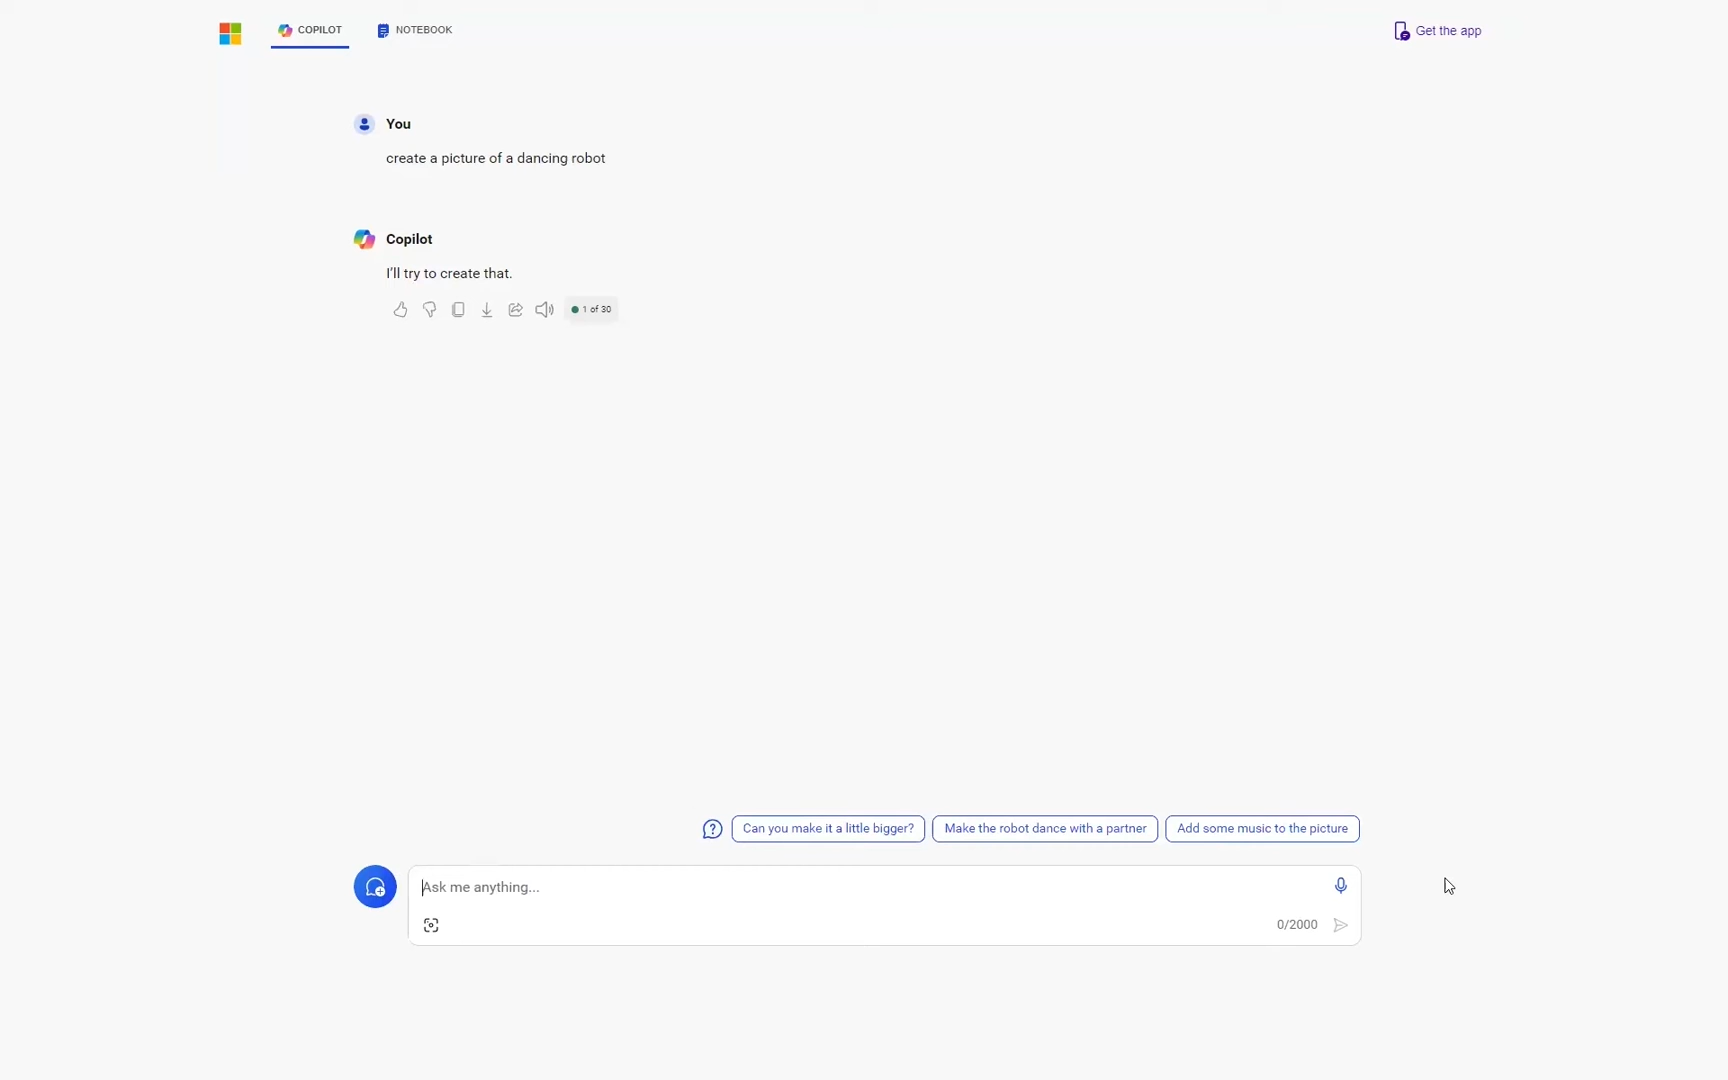 COPILOT
NOTEBOOK
Get the app
You
create a picture of a dancing robot
Copilot
I'll try to create that.
1 of 30
Can you make it a little bigger?
Make the robot dance with a partner
Add some music to the picture
Ask me anything...
0/2000